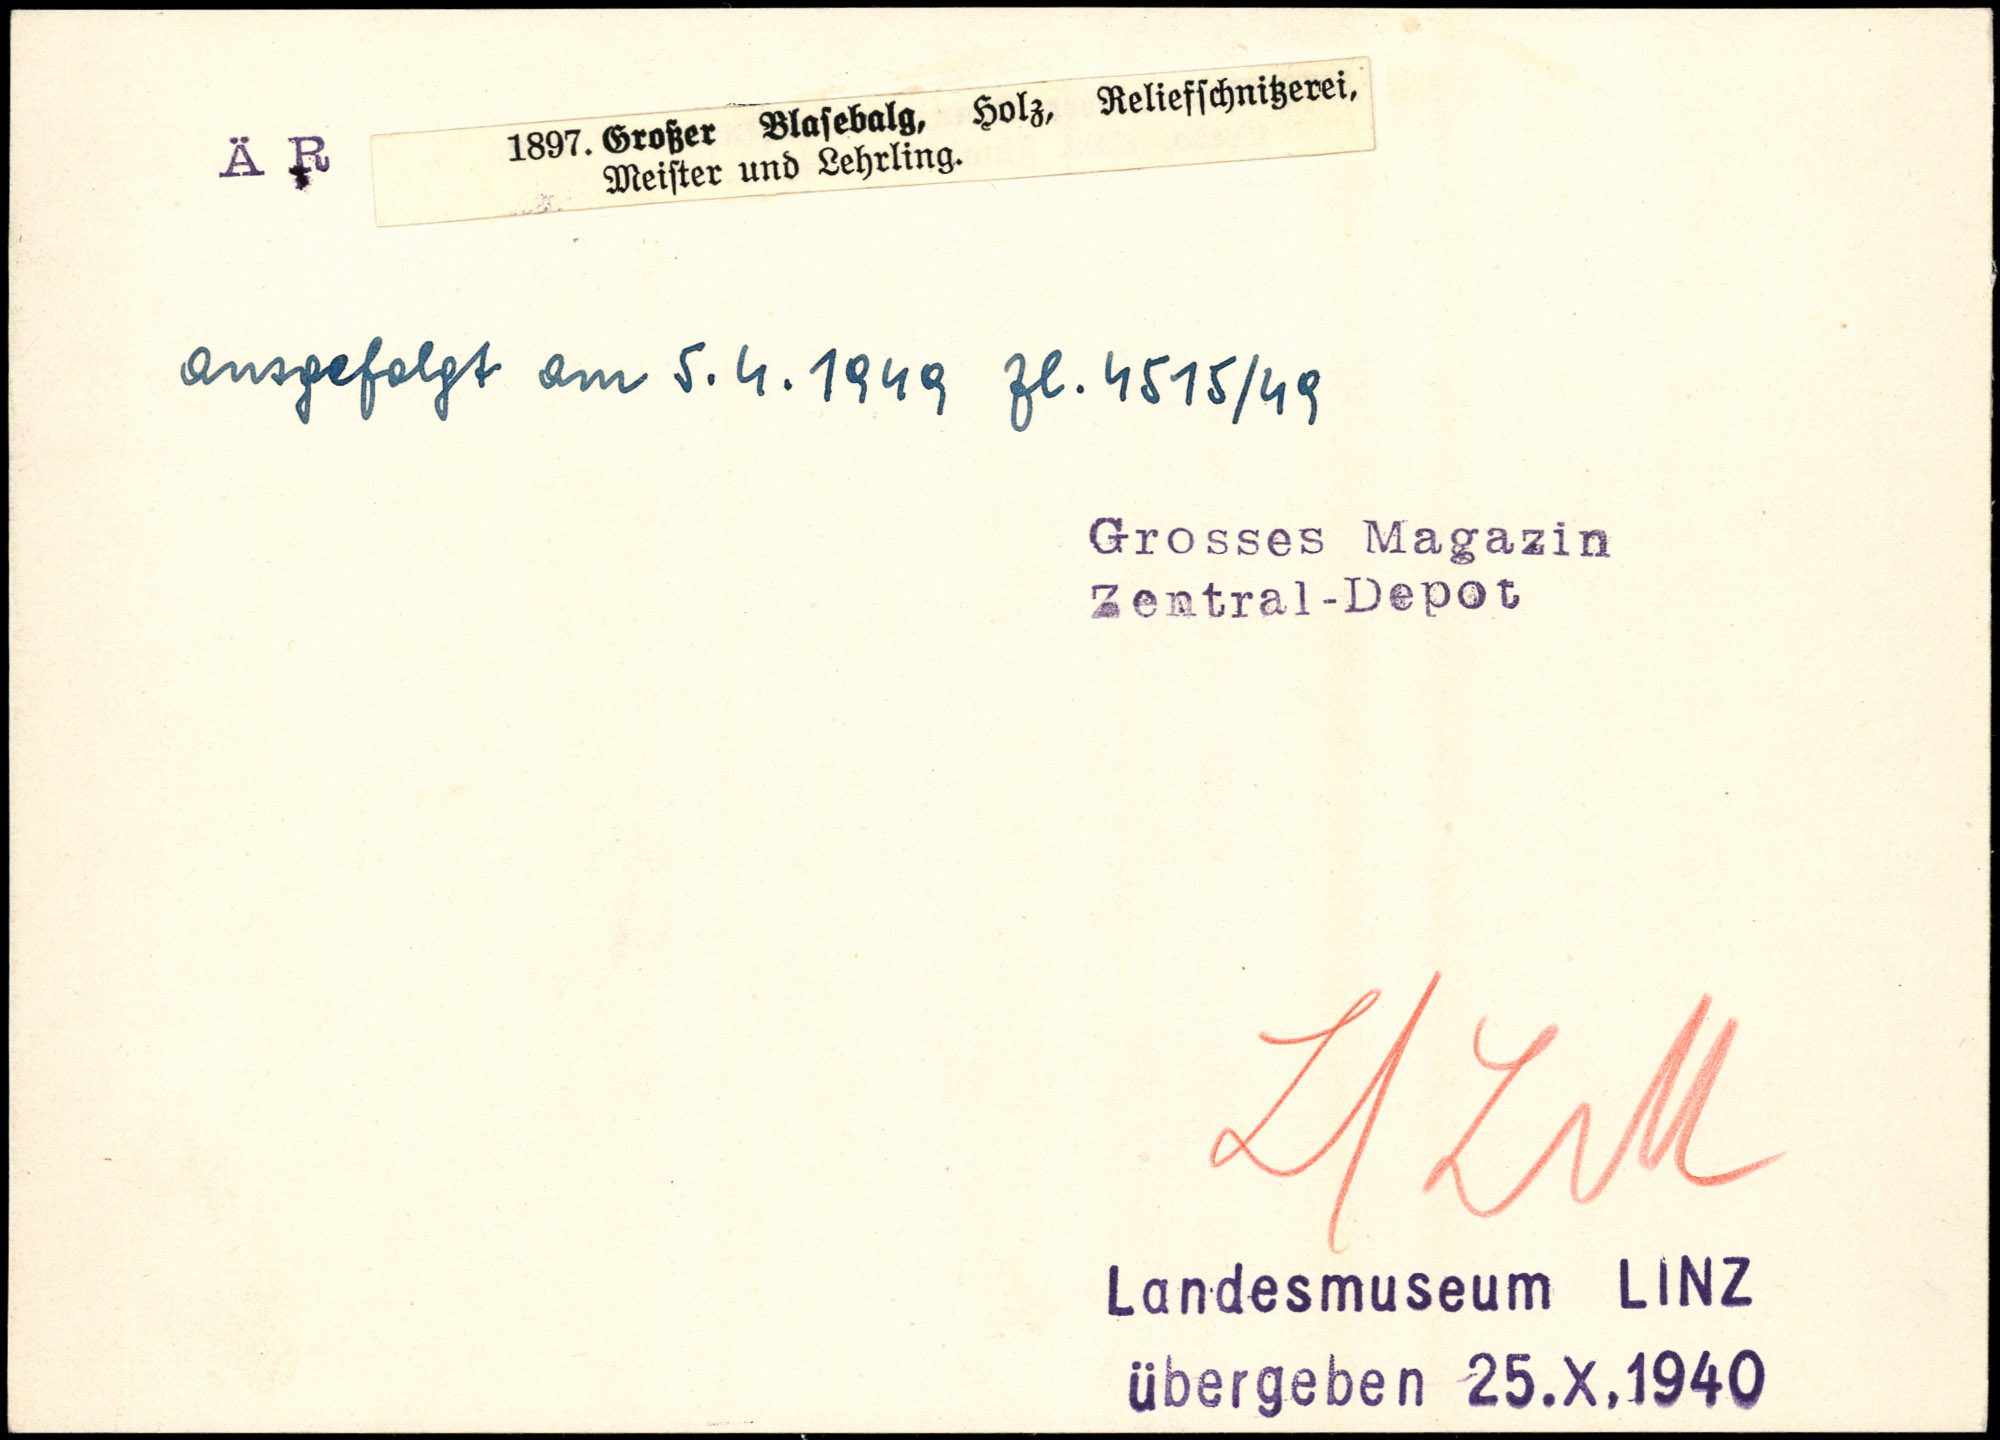 Ä R
1897. Großer Blasebalg, Holz, Reliefschnitzerei,
Meister und Lehrling.
ausgefolgt am 5.4.1949 Zl. 4515/49
Grosses Magazin
Zentral-Depot
Landesmuseum LINZ
übergeben 25.X.1940